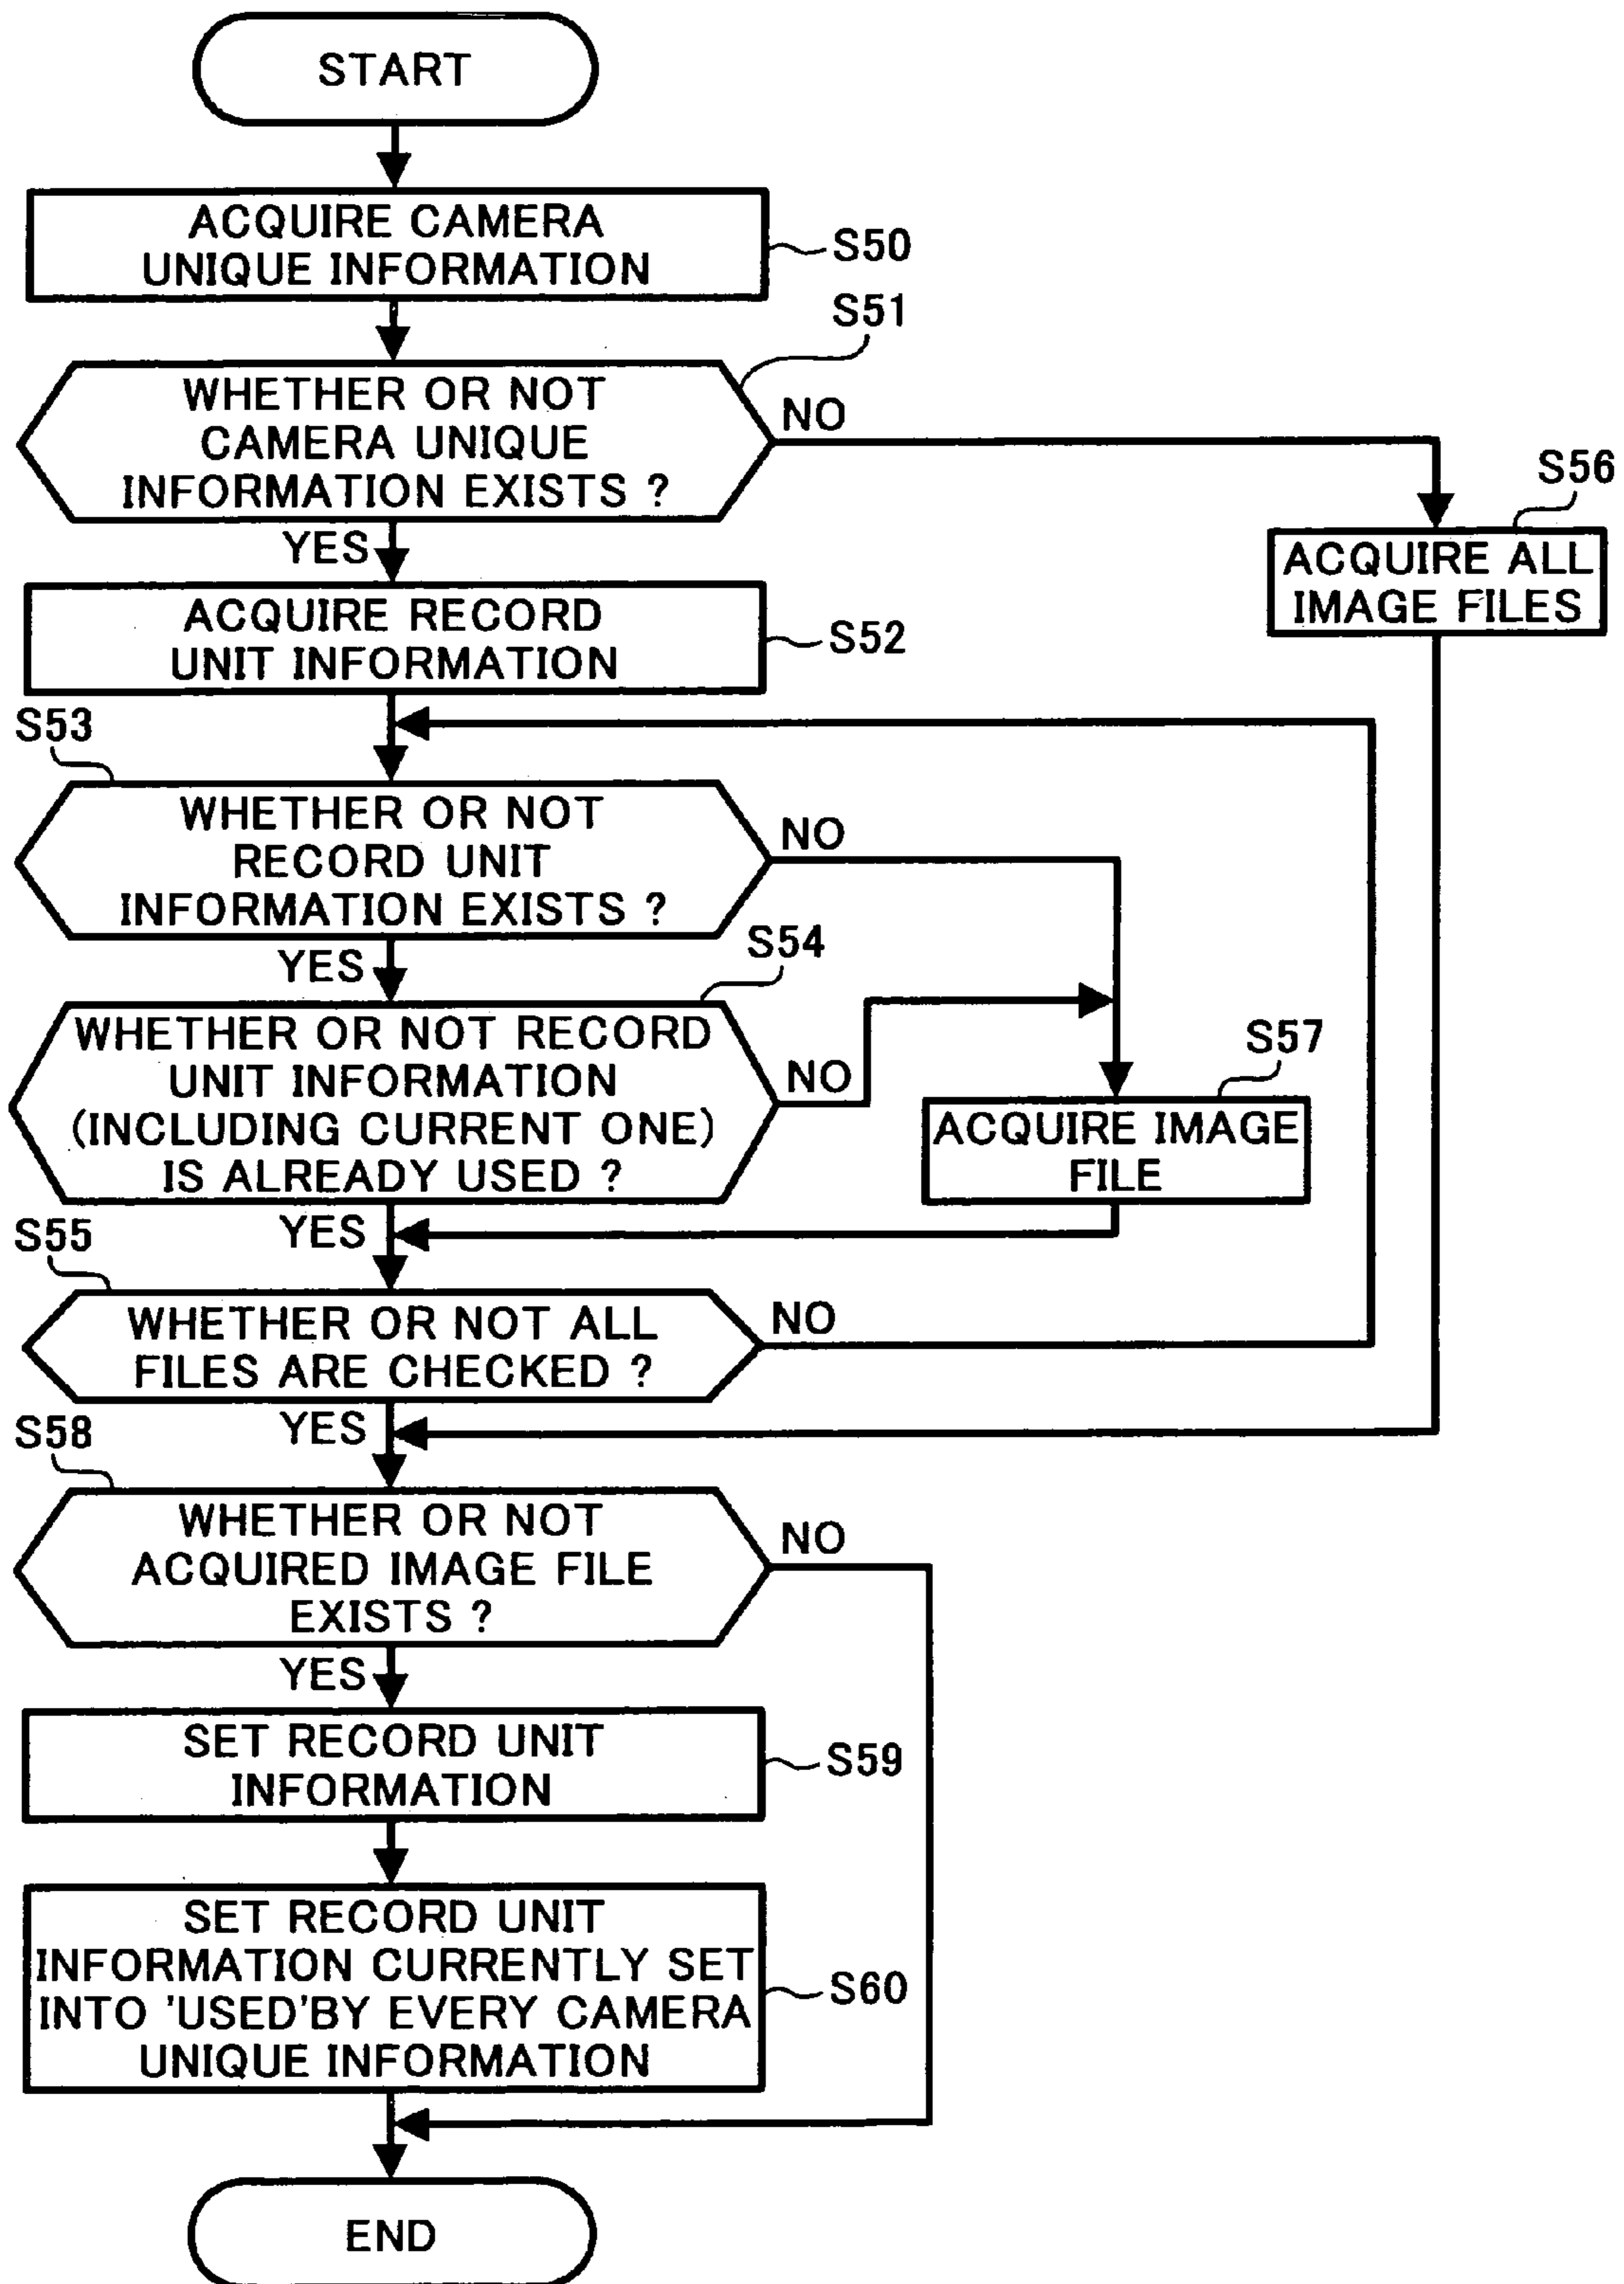 START
ACQUIRE CAMERA
UNIQUE INFORMATION
S50
S51
WHETHER OR NOT
CAMERA UNIQUE
INFORMATION EXISTS ?
NO
YES
S56
ACQUIRE ALL
IMAGE FILES
ACQUIRE RECORD
UNIT INFORMATION
S52
S53
WHETHER OR NOT
RECORD UNIT
INFORMATION EXISTS ?
NO
YES
S54
WHETHER OR NOT RECORD
UNIT INFORMATION
(INCLUDING CURRENT ONE)
IS ALREADY USED ?
NO
YES
S57
ACQUIRE IMAGE
FILE
S55
WHETHER OR NOT ALL
FILES ARE CHECKED ?
NO
YES
S58
WHETHER OR NOT
ACQUIRED IMAGE FILE
EXISTS ?
NO
YES
SET RECORD UNIT
INFORMATION
S59
SET RECORD UNIT
INFORMATION CURRENTLY SET
INTO 'USED'BY EVERY CAMERA
UNIQUE INFORMATION
S60
END